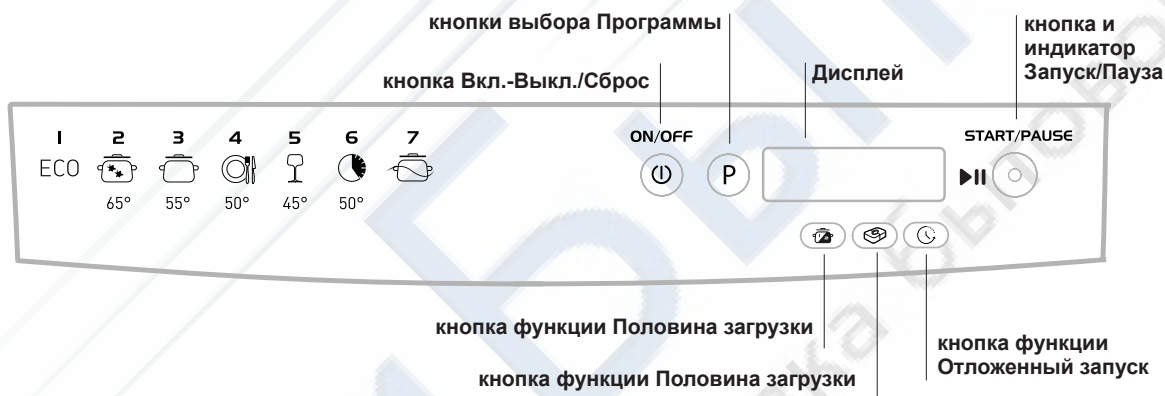 кнопки выбора Программы
кнопка и
индикатор
Запуск/Пауза
кнопка Вкл.-Выкл./Сброс
Дисплей
1 2 3 4 5 6 7
ON/OFF
START/PAUSE
ECO
P
65° 55° 50° 45° 50°
кнопка функции Половина загрузки
кнопка функции
Отложенный запуск
кнопка функции Половина загрузки